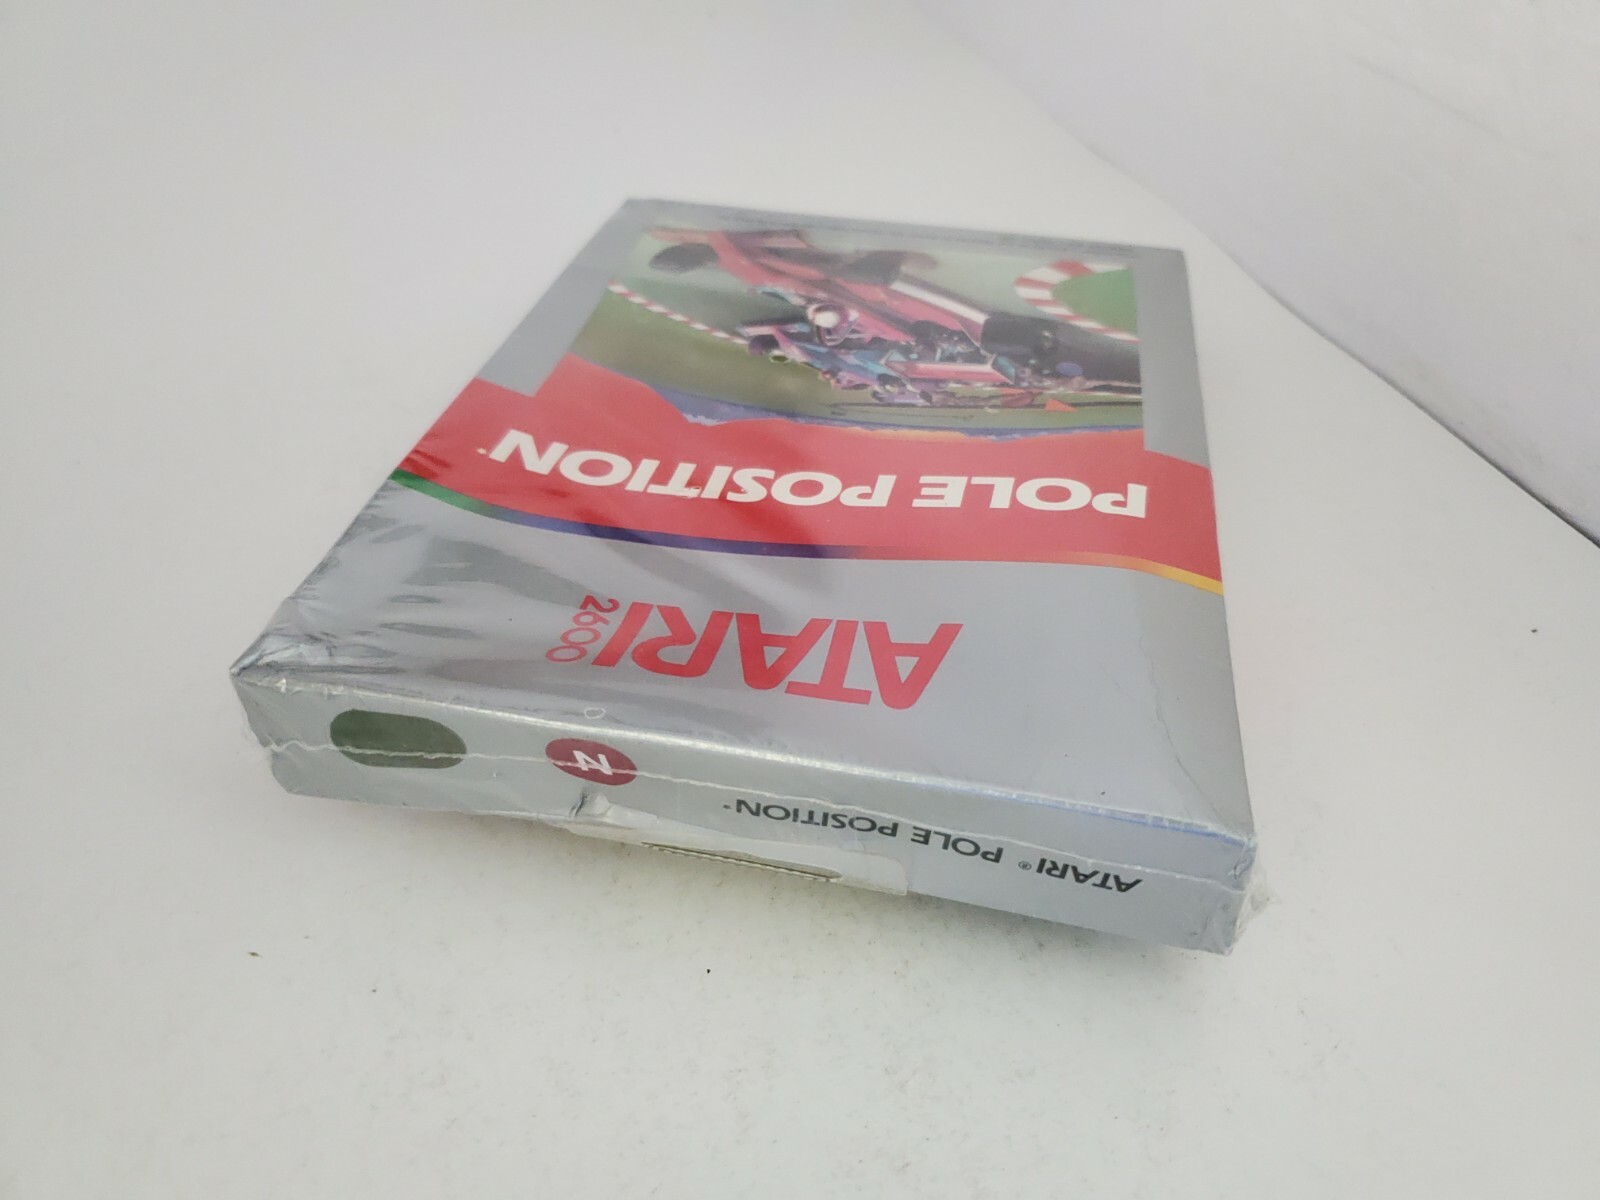 POLE POSITION
ATARI
2600
N
ATARI® POLE POSITION